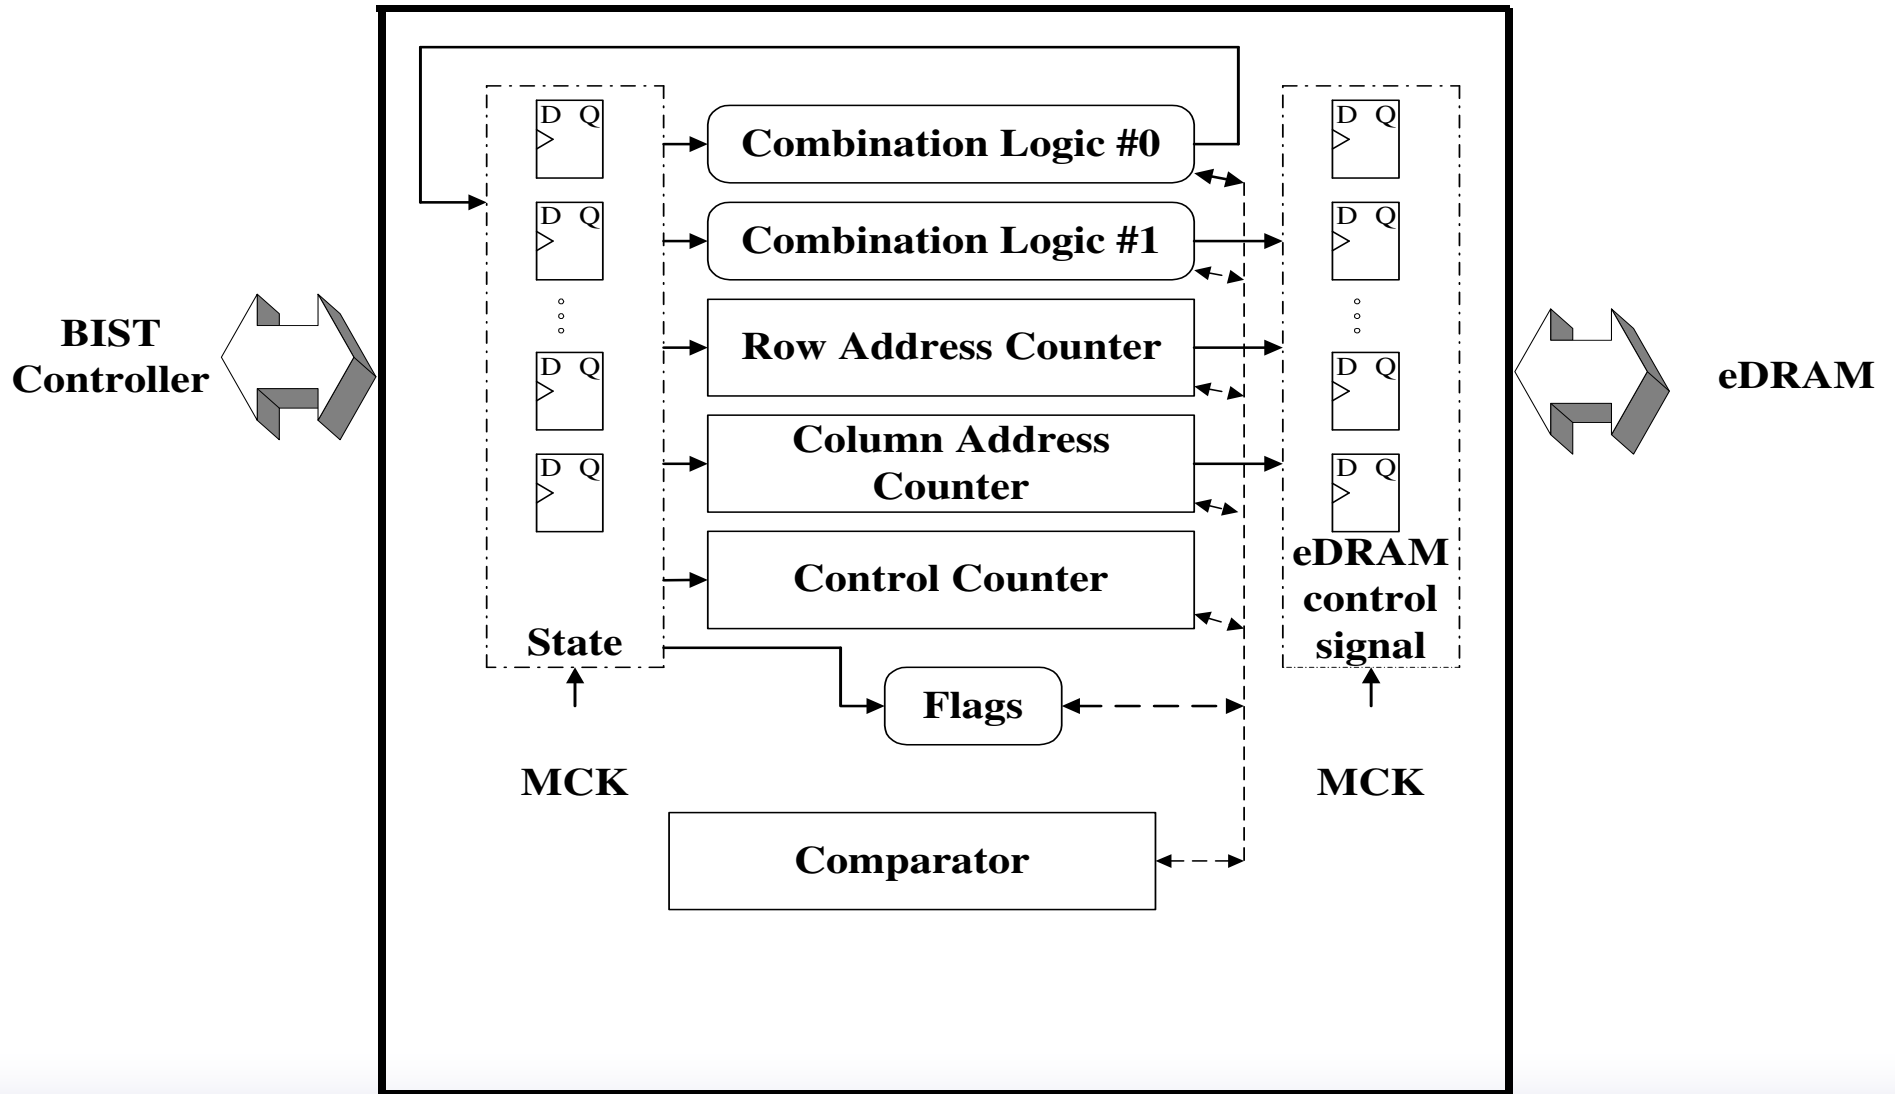 D Q
Combination Logic #0
D Q
D Q
Combination Logic #1
D Q
BIST
Controller
Row Address Counter
eDRAM
D Q
D Q
Column Address
Counter
D Q
D Q
Control Counter
eDRAM
control
signal
State
Flags
MCK
MCK
Comparator